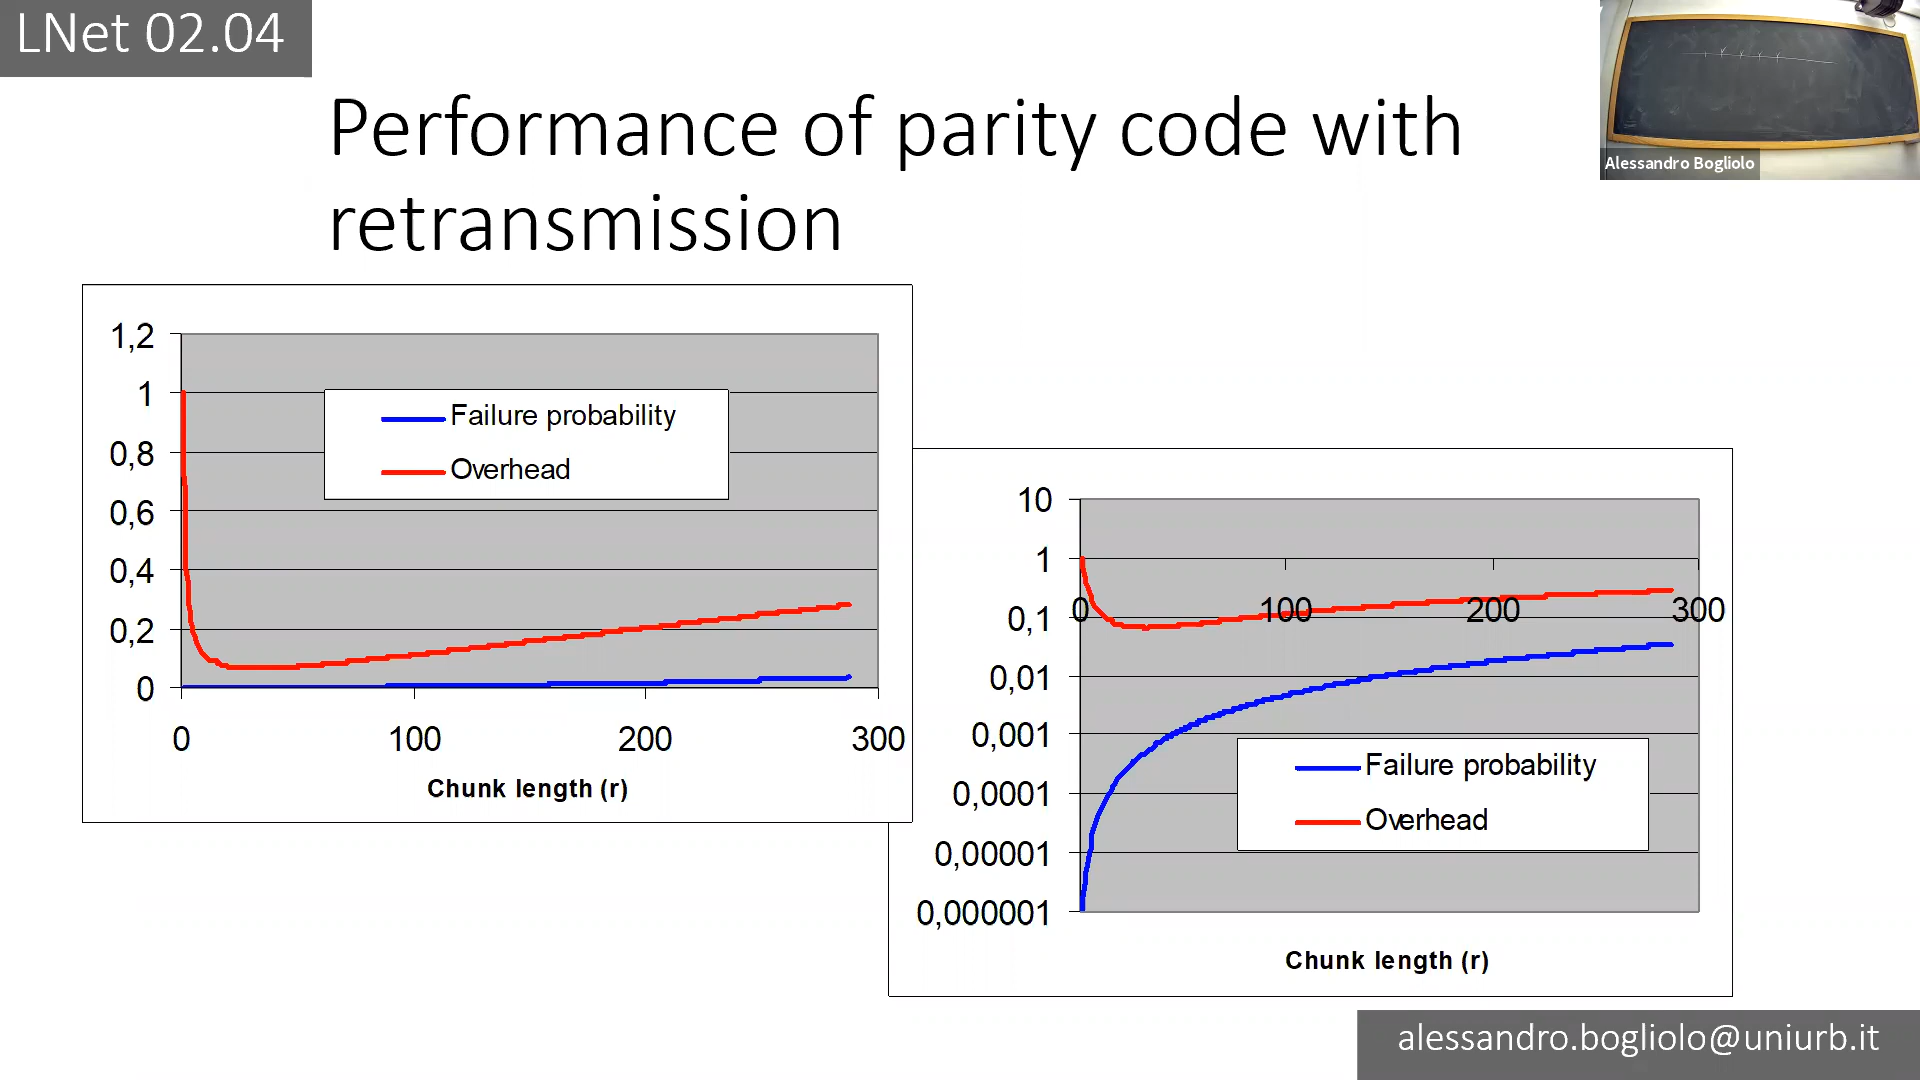 LNet 02.04
Performance of parity code with
retransmission
Alessandro Bogliolo
1,2
1
0,8
0,6
0,4
0,2
0
0 100 200 300
Failure probability
Overhead
Chunk length (r)
10
1
0,1
0,01
0,001
0,0001
0,00001
0,000001
0 100 200 300
Failure probability
Overhead
Chunk length (r)
alessandro.bogliolo@uniurb.it